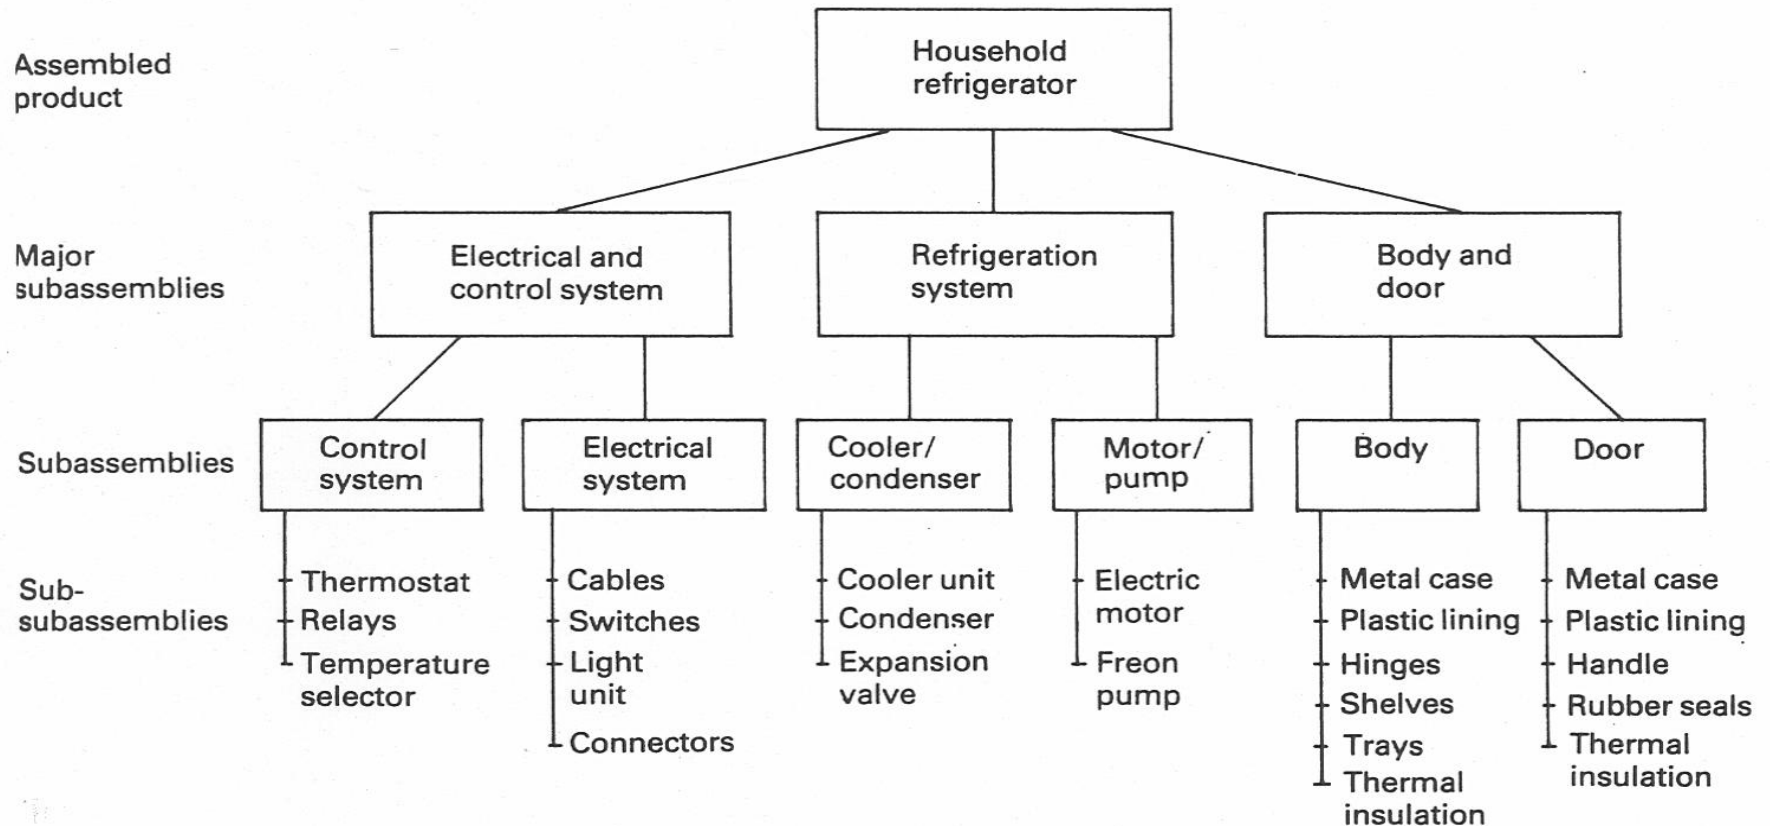 Assembled
product
Household
refrigerator
Major
subassemblies
Electrical and
control system
Refrigeration
system
Body and
door
Subassemblies
Control
system
Electrical
system
Cooler/
condenser
Motor/
pump
Body
Door
Sub-
subassemblies
Thermostat
Relays
Temperature
selector
Cables
Switches
Light
unit
Connectors
Cooler unit
Condenser
Expansion
valve
Electric
motor
Freon
pump
Metal case
Plastic lining
Hinges
Shelves
Trays
Thermal
insulation
Metal case
Plastic lining
Handle
Rubber seals
Thermal
insulation